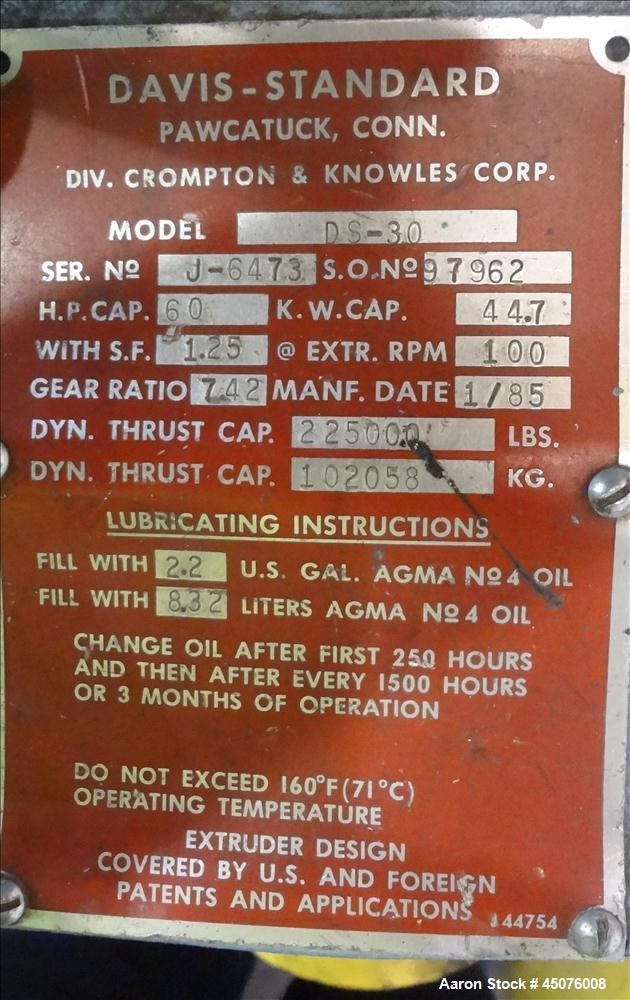 DAVIS-STANDARD
PAWCATUCK, CONN.
DIV. CROMPTON & KNOWLES CORP.
MODEL DS-30
SER. Nº J-6473 S.O.Nº 97962
H.P. CAP. 60 K.W. CAP. 44.7
WITH S.F. 1.25 @ EXTR. RPM 100
GEAR RATIO 7.42 MANF. DATE 1/85
DYN. THRUST CAP. 225000 LBS.
DYN. THRUST CAP. 102058 KG.
LUBRICATING INSTRUCTIONS
FILL WITH 2.2 U.S. GAL. AGMA Nº 4 OIL
FILL WITH 8.32 LITERS AGMA Nº 4 OIL
CHANGE OIL AFTER FIRST 250 HOURS
AND THEN AFTER EVERY 1500 HOURS
OR 3 MONTHS OF OPERATION
DO NOT EXCEED 160°F (71°C)
OPERATING TEMPERATURE
EXTRUDER DESIGN
COVERED BY U.S. AND FOREIGN
PATENTS AND APPLICATIONS
44754
Aaron Stock # 45076008